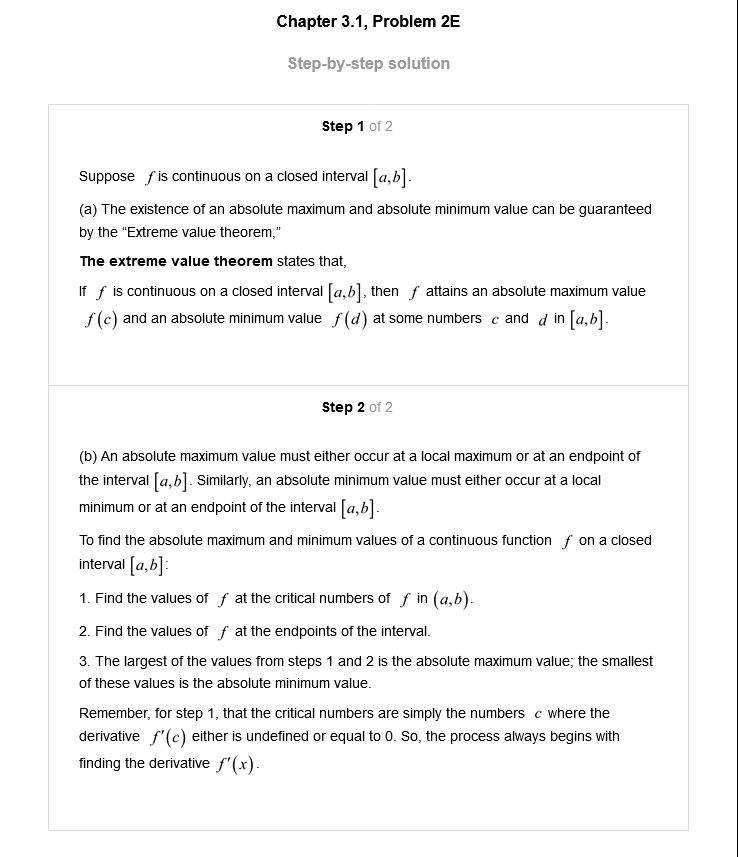 Chapter 3.1, Problem 2E
Step-by-step solution
Step 1 of 2
Suppose f is continuous on a closed interval [a,b].
(a) The existence of an absolute maximum and absolute minimum value can be guaranteed
by the “Extreme value theorem,”
The extreme value theorem states that,
If f is continuous on a closed interval [a,b], then f attains an absolute maximum value
f(c) and an absolute minimum value f(d) at some numbers c and d in [a,b].
Step 2 of 2
(b) An absolute maximum value must either occur at a local maximum or at an endpoint of
the interval [a,b]. Similarly, an absolute minimum value must either occur at a local
minimum or at an endpoint of the interval [a,b].
To find the absolute maximum and minimum values of a continuous function f on a closed
interval [a,b]:
1. Find the values of f at the critical numbers of f in (a,b).
2. Find the values of f at the endpoints of the interval.
3. The largest of the values from steps 1 and 2 is the absolute maximum value; the smallest
of these values is the absolute minimum value.
Remember, for step 1, that the critical numbers are simply the numbers c where the
derivative f'(c) either is undefined or equal to 0. So, the process always begins with
finding the derivative f'(x).